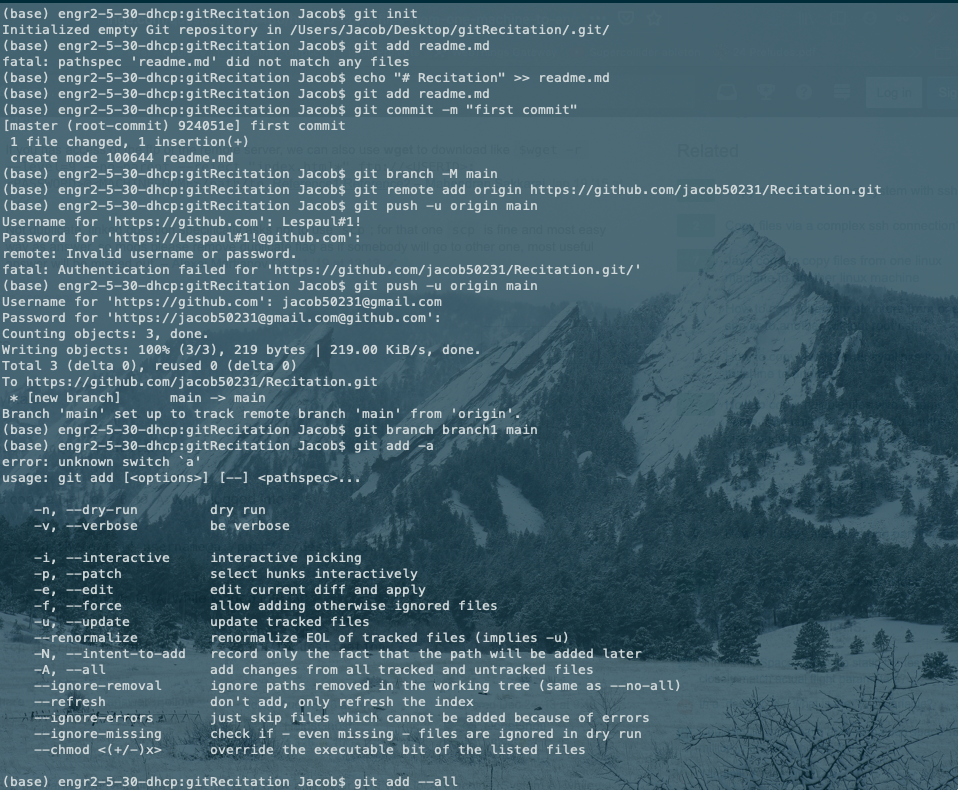 (base) engr2-5-30-dhcp:gitRecitation Jacob$ git init
Initialized empty Git repository in /Users/Jacob/Desktop/gitRecitation/.git/
(base) engr2-5-30-dhcp:gitRecitation Jacob$ git add readme.md
fatal: pathspec 'readme.md' did not match any files
(base) engr2-5-30-dhcp:gitRecitation Jacob$ echo "# Recitation" >> readme.md
(base) engr2-5-30-dhcp:gitRecitation Jacob$ git add readme.md
(base) engr2-5-30-dhcp:gitRecitation Jacob$ git commit -m "first commit"
[master (root-commit) 924051e] first commit
 1 file changed, 1 insertion(+)
 create mode 100644 readme.md
(base) engr2-5-30-dhcp:gitRecitation Jacob$ git branch -M main
(base) engr2-5-30-dhcp:gitRecitation Jacob$ git remote add origin https://github.com/jacob50231/Recitation.git
(base) engr2-5-30-dhcp:gitRecitation Jacob$ git push -u origin main
Username for 'https://github.com': Lespaul#1!
Password for 'https://Lespaul#1!@github.com':
remote: Invalid username or password.
fatal: Authentication failed for 'https://github.com/jacob50231/Recitation.git/'
(base) engr2-5-30-dhcp:gitRecitation Jacob$ git push -u origin main
Username for 'https://github.com': jacob50231@gmail.com
Password for 'https://jacob50231@gmail.com@github.com':
Counting objects: 3, done.
Writing objects: 100% (3/3), 219 bytes | 219.00 KiB/s, done.
Total 3 (delta 0), reused 0 (delta 0)
To https://github.com/jacob50231/Recitation.git
 * [new branch]      main -> main
Branch 'main' set up to track remote branch 'main' from 'origin'.
(base) engr2-5-30-dhcp:gitRecitation Jacob$ git branch branch1 main
(base) engr2-5-30-dhcp:gitRecitation Jacob$ git add -a
error: unknown switch `a'
usage: git add [<options>] [--] <pathspec>...

    -n, --dry-run         dry run
    -v, --verbose         be verbose

    -i, --interactive     interactive picking
    -p, --patch           select hunks interactively
    -e, --edit            edit current diff and apply
    -f, --force           allow adding otherwise ignored files
    -u, --update          update tracked files
    --renormalize         renormalize EOL of tracked files (implies -u)
    -N, --intent-to-add   record only the fact that the path will be added later
    -A, --all             add changes from all tracked and untracked files
    --ignore-removal      ignore paths removed in the working tree (same as --no-all)
    --refresh             don't add, only refresh the index
    --ignore-errors       just skip files which cannot be added because of errors
    --ignore-missing      check if - even missing - files are ignored in dry run
    --chmod <(+/-)x>      override the executable bit of the listed files

(base) engr2-5-30-dhcp:gitRecitation Jacob$ git add --all
Log in
Related